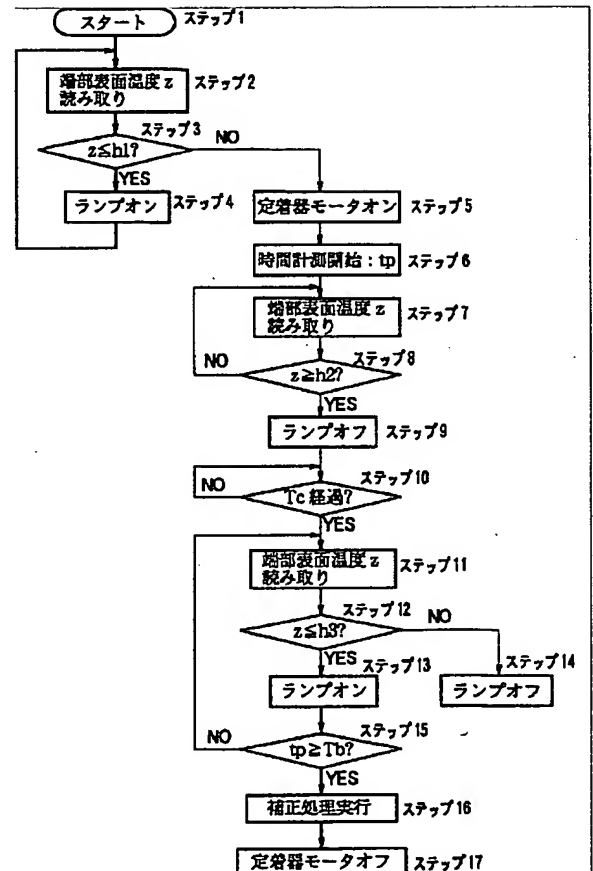 スタート ステップ1
端部表面温度z
読み取り
ステップ2
ステップ3
z≦h1?
NO
YES
ランプオン ステップ4
定着器モータオン ステップ5
時間計測開始:tp ステップ6
端部表面温度z
読み取り
ステップ7
ステップ8
NO
z≧h2?
YES
ランプオフ ステップ9
ステップ10
NO
Tc経過?
YES
端部表面温度z
読み取り
ステップ11
ステップ12
z≦h3?
NO
YES
ステップ13
ランプオン
ステップ14
ランプオフ
ステップ15
NO
tp≧Tb?
YES
補正処理実行 ステップ16
定着器モータオフ ステップ17